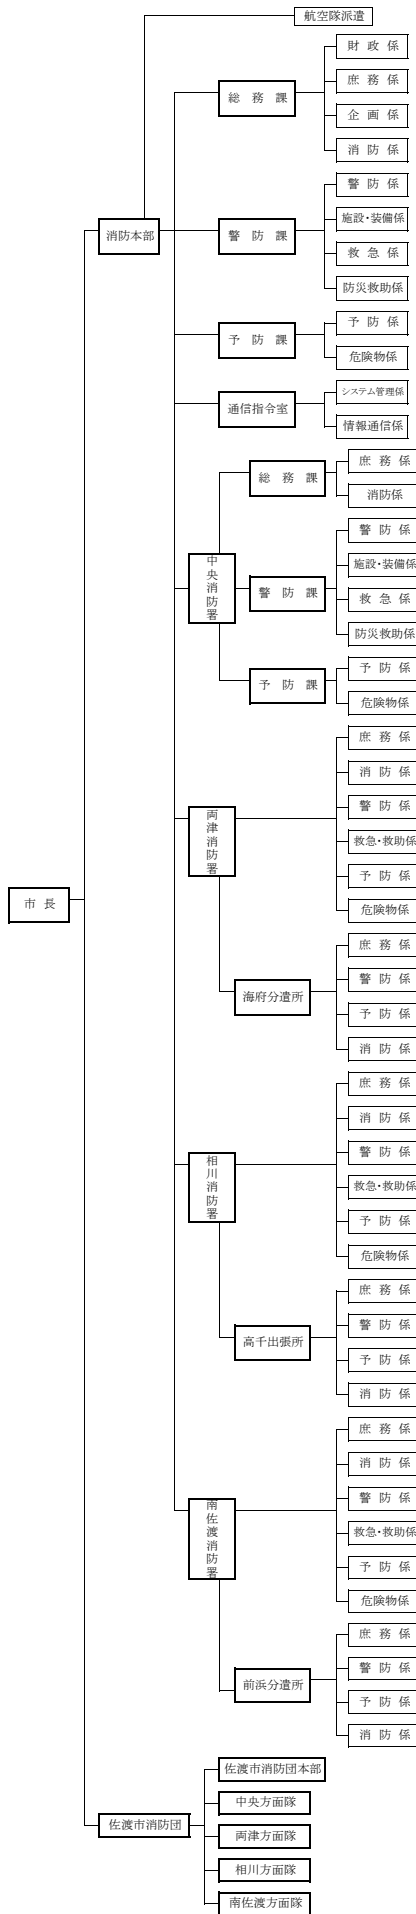 航空隊派遣
財政係
庶務係
総務課
企画係
消防係
警防係
施設・装備係
消防本部
警防課
救急係
防災救助係
予防係
予防課
危険物係
システム管理係
通信指令室
情報通信係
庶務係
総務課
消防係
警防係
施設・装備係
中央消防署
警防課
救急係
防災救助係
予防係
予防課
危険物係
庶務係
消防係
警防係
両津消防署
救急・救助係
予防係
危険物係
市長
庶務係
警防係
海府分遣所
予防係
消防係
庶務係
消防係
警防係
相川消防署
救急・救助係
予防係
危険物係
庶務係
警防係
高千出張所
予防係
消防係
庶務係
消防係
警防係
南佐渡消防署
救急・救助係
予防係
危険物係
庶務係
警防係
前浜分遣所
予防係
消防係
佐渡市消防団本部
中央方面隊
佐渡市消防団
両津方面隊
相川方面隊
南佐渡方面隊